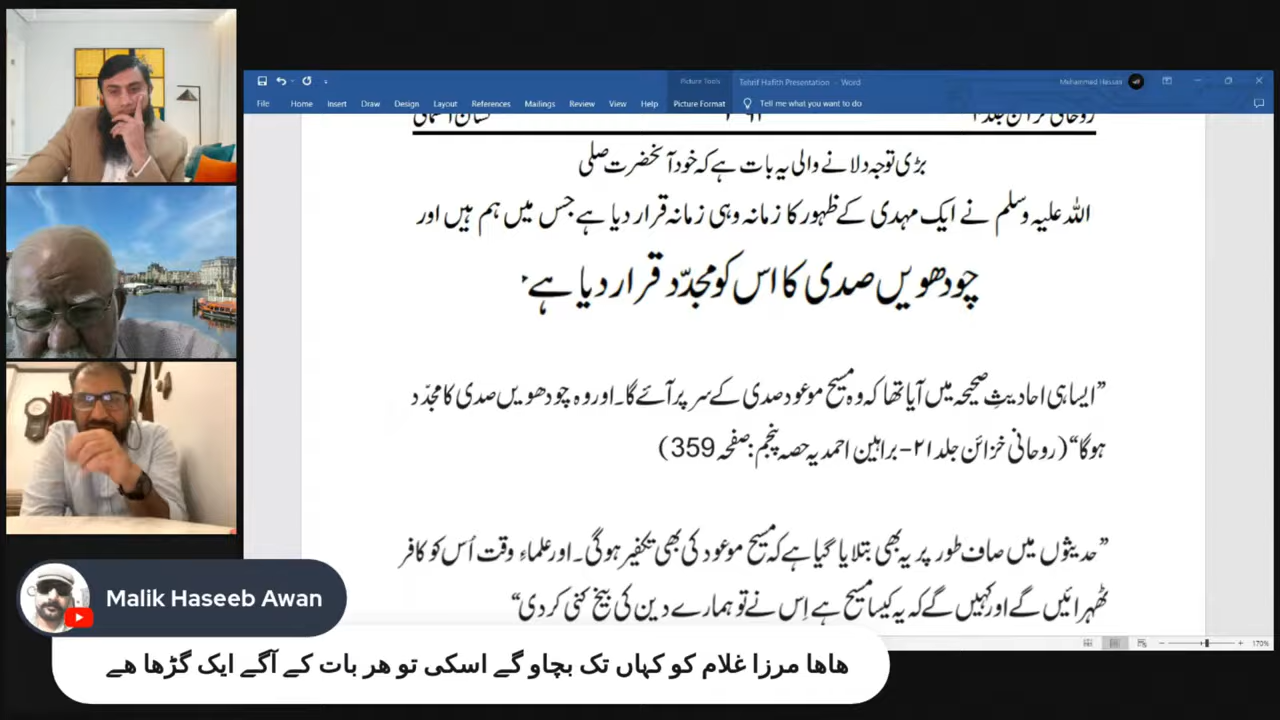 Picture Tools
Tehrif Hafith Presentation - Word
File Home Insert Draw Design Layout References Mailings Review View Help Picture Format Tell me what you want to do
بڑی توجہ دلانے والی یہ بات ہے کہ خود آنحضرت صلی
اللہ علیہ وسلم نے ایک مہدی کے ظہور کا زمانہ وہی زمانہ قرار دیا ہے جس میں ہم ہیں اور
چودھویں صدی کا اس کو مجدّد قرار دیا ہے
”ایسا ہی احادیثِ صحیحہ میں آیا تھا کہ وہ مسیح موعود صدی کے سر پر آئے گا۔ اور وہ چودھویں صدی کا مجدّد
ہوگا“ (روحانی خزائن جلد ۲۱- براہین احمدیہ حصہ پنجم: صفحہ 359)
”حدیثوں میں صاف طور پر یہ بھی بتلایا گیا ہے کہ مسیح موعود کی بھی تکفیر ہوگی۔ اور علماءِ وقت اُس کو کافر
ٹھہرائیں گے اور کہیں گے کہ یہ کیسا مسیح ہے اِس نے تو ہمارے دین کی بیخ کنی کر دی“
170%
Malik Haseeb Awan
ھاھا مرزا غلام کو کہاں تک بچاو گے اسکی تو ھر بات کے آگے ایک گڑھا ھے